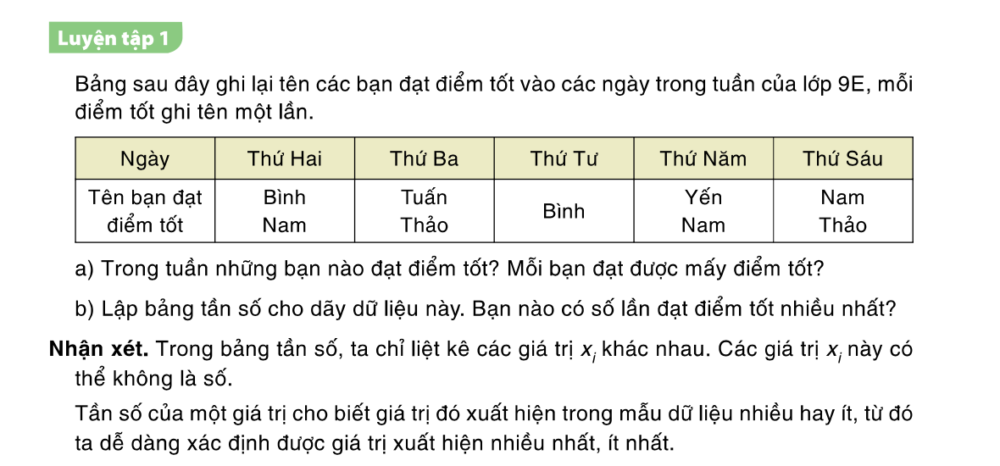 Luyện tập 1
Bảng sau đây ghi lại tên các bạn đạt điểm tốt vào các ngày trong tuần của lớp 9E, mỗi
điểm tốt ghi tên một lần.
Ngày Thứ Hai Thứ Ba Thứ Tư Thứ Năm Thứ Sáu
Tên bạn đạt điểm tốt Bình Nam Tuấn Thảo Bình Yến Nam Nam Thảo
a) Trong tuần những bạn nào đạt điểm tốt? Mỗi bạn đạt được mấy điểm tốt?
b) Lập bảng tần số cho dãy dữ liệu này. Bạn nào có số lần đạt điểm tốt nhiều nhất?
Nhận xét. Trong bảng tần số, ta chỉ liệt kê các giá trị xᵢ khác nhau. Các giá trị xᵢ này có
thể không là số.
Tần số của một giá trị cho biết giá trị đó xuất hiện trong mẫu dữ liệu nhiều hay ít, từ đó
ta dễ dàng xác định được giá trị xuất hiện nhiều nhất, ít nhất.